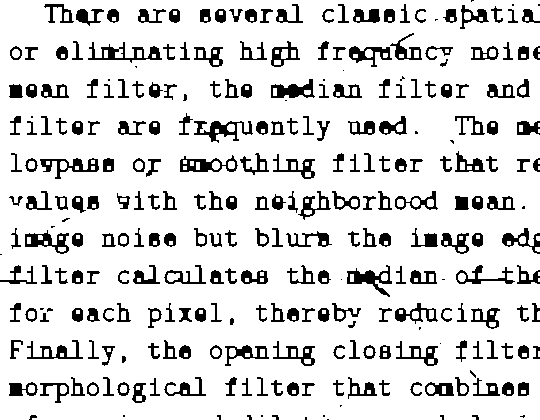 There are several classic spatial
or eliminating high frequency noise
mean filter, the median filter and
filter are frequently used. The me
lowpass or smoothing filter that re
values with the neighborhood mean.
image noise but blurs the image edg
filter calculates the median of the
for each pixel, thereby reducing th
Finally, the opening closing filter
morphological filter that combines